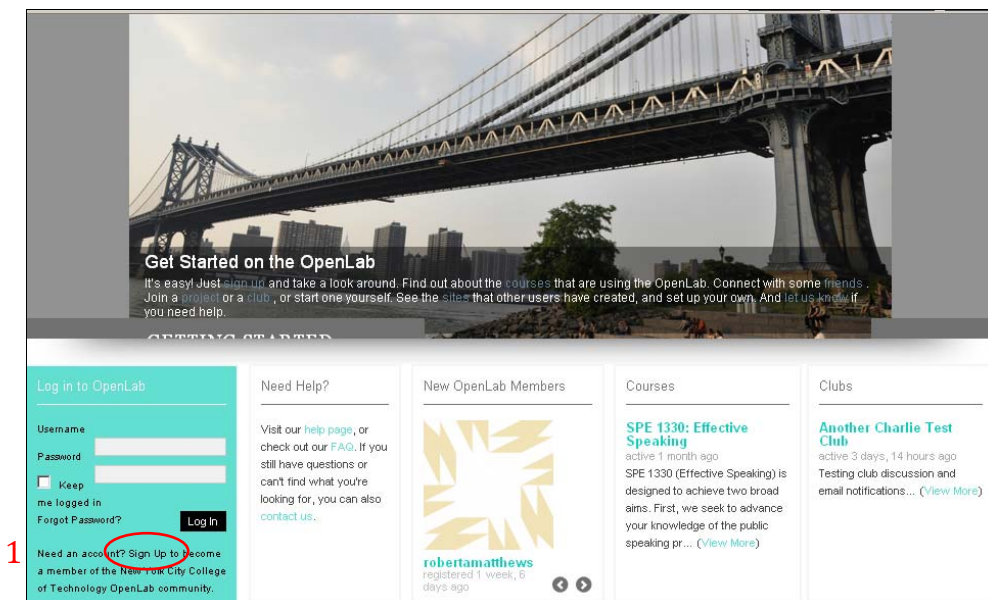 Get Started on the OpenLab
It's easy! Just sign up and take a look around. Find out about the courses that are using the OpenLab. Connect with some friends .
Join a project or a club , or start one yourself. See the sites that other users have created, and set up your own. And let us know if
you need help.
GETTING STARTED
Log in to OpenLab
Username
Password
Keep
me logged in
Forgot Password?
Log In
1
Need an account? Sign Up to become
a member of the New York City College
of Technology OpenLab community.
Need Help?
Visit our help page, or
check out our FAQ. If you
still have questions or
can't find what you're
looking for, you can also
contact us.
New OpenLab Members
robertamatthews
registered 1 week, 6
days ago
Courses
SPE 1330: Effective
Speaking
active 1 month ago
SPE 1330 (Effective Speaking) is
designed to achieve two broad
aims. First, we seek to advance
your knowledge of the public
speaking pr... (View More)
Clubs
Another Charlie Test
Club
active 3 days, 14 hours ago
Testing club discussion and
email notifications... (View More)